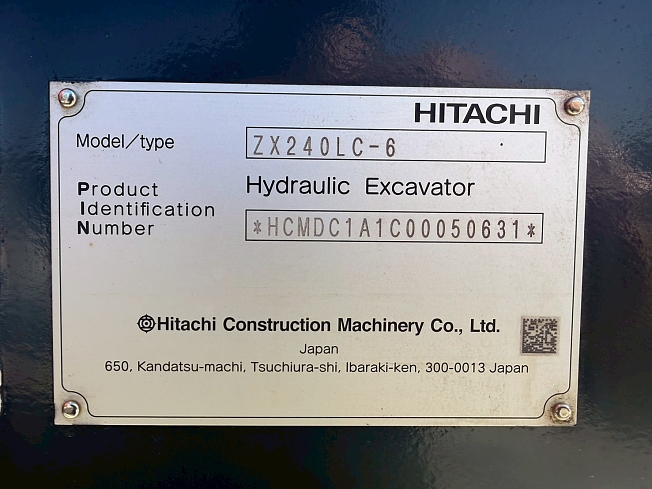 HITACHI
Model/type ZX240LC-6
Product Hydraulic Excavator
Identification
Number *HCMDC1A1C00050631*
Hitachi Construction Machinery Co., Ltd.
Japan
650, Kandatsu-machi, Tsuchiura-shi, Ibaraki-ken, 300-0013 Japan